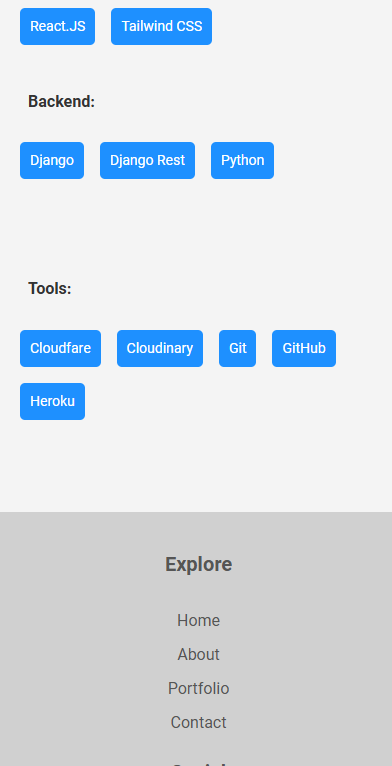 React.JS Tailwind CSS
Backend:
Django Django Rest Python
Tools:
Cloudfare Cloudinary Git GitHub
Heroku
Explore
Home
About
Portfolio
Contact